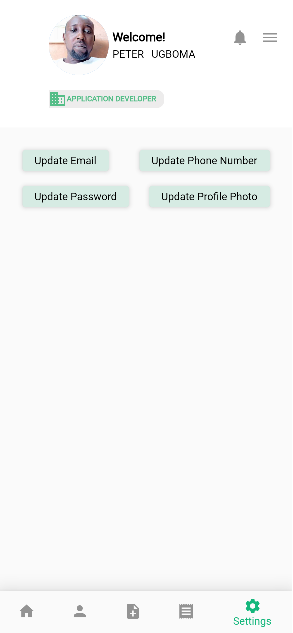 Welcome!
PETER UGBOMA
APPLICATION DEVELOPER
Update Email
Update Phone Number
Update Password
Update Profile Photo
Settings